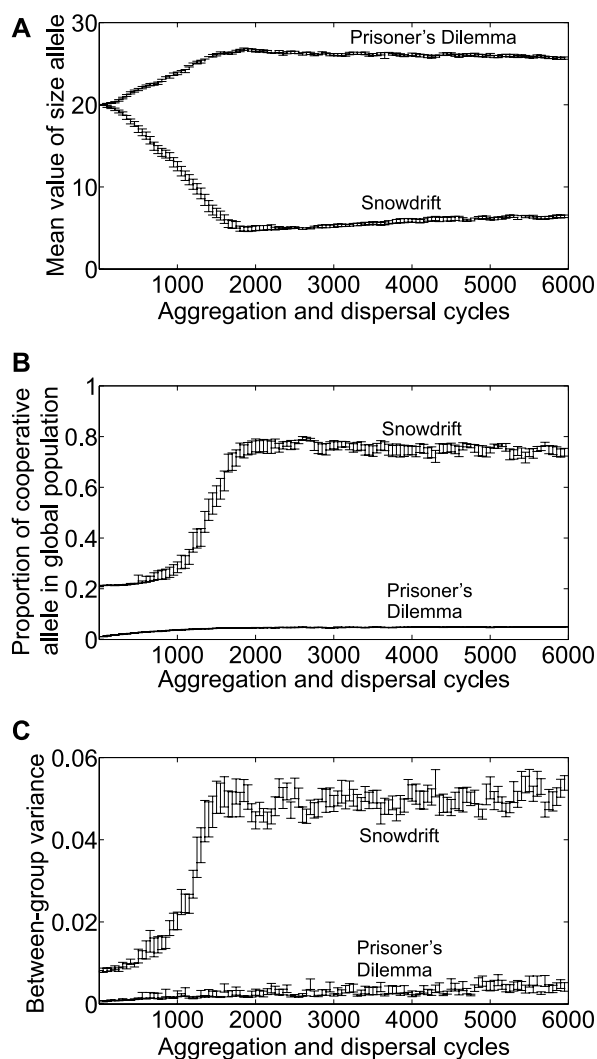 A
Mean value of size allele
30
20
10
0
Prisoner's Dilemma
Snowdrift
1000 2000 3000 4000 5000 6000
Aggregation and dispersal cycles
B
Proportion of cooperative
allele in global population
1
0.8
0.6
0.4
0.2
0
Snowdrift
Prisoner's
Dilemma
1000 2000 3000 4000 5000 6000
Aggregation and dispersal cycles
C
Between-group variance
0.06
0.04
0.02
0
Snowdrift
Prisoner's
Dilemma
1000 2000 3000 4000 5000 6000
Aggregation and dispersal cycles